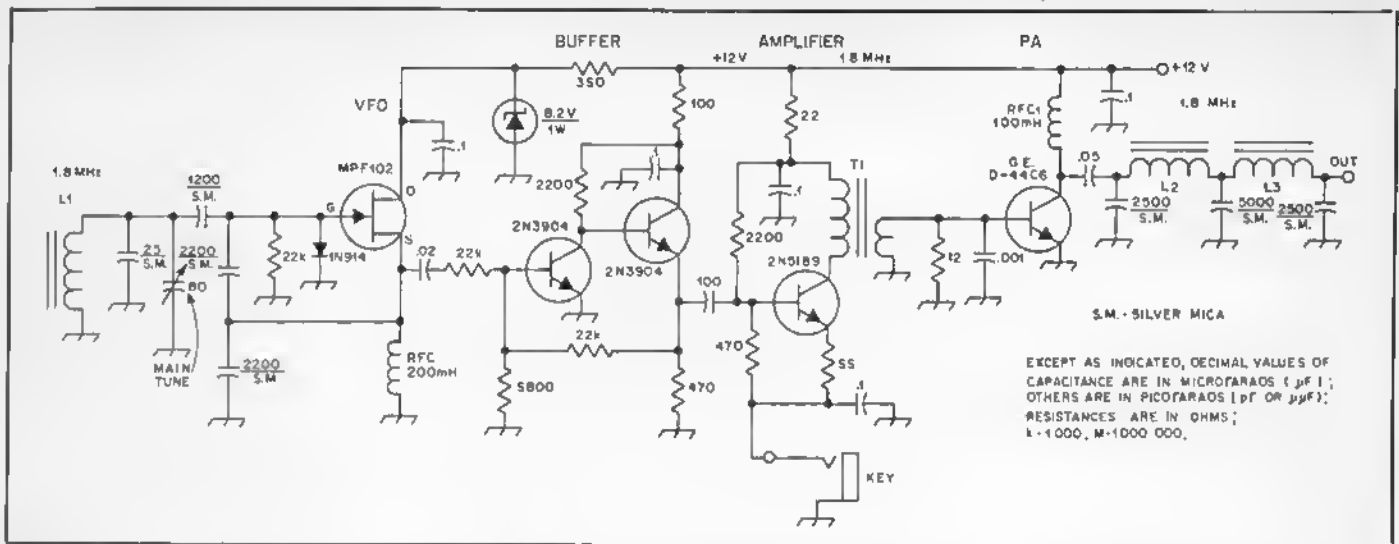 BUFFER
AMPLIFIER
PA
+12V
1.8 MHz
+12 V
350
VFO
100
.1
1.8 MHz
8.2V
1W
22
RFC1
100mH
.1
MPF102
D
1.8MHz
L1
1200
S.M.
G
S
2200
.1
T1
.1
G.E.
D-44C6
.05
L2
L3
OUT
2500
S.M.
5000
S.M.
2500
S.M.
2N3904
2N3904
2200
2N5189
25
S.M.
2200
S.M.
80
22k
1N914
.02
22k
12
.001
100
S.M.-SILVER MICA
MAIN
TUNE
2200
S.M
RFC
200mH
22k
5800
470
470
55
.1
KEY
EXCEPT AS INDICATED, DECIMAL VALUES OF
CAPACITANCE ARE IN MICROFARADS (µF);
OTHERS ARE IN PICOFARADS (pF OR µµF);
RESISTANCES ARE IN OHMS;
k=1000, M=1000 000.